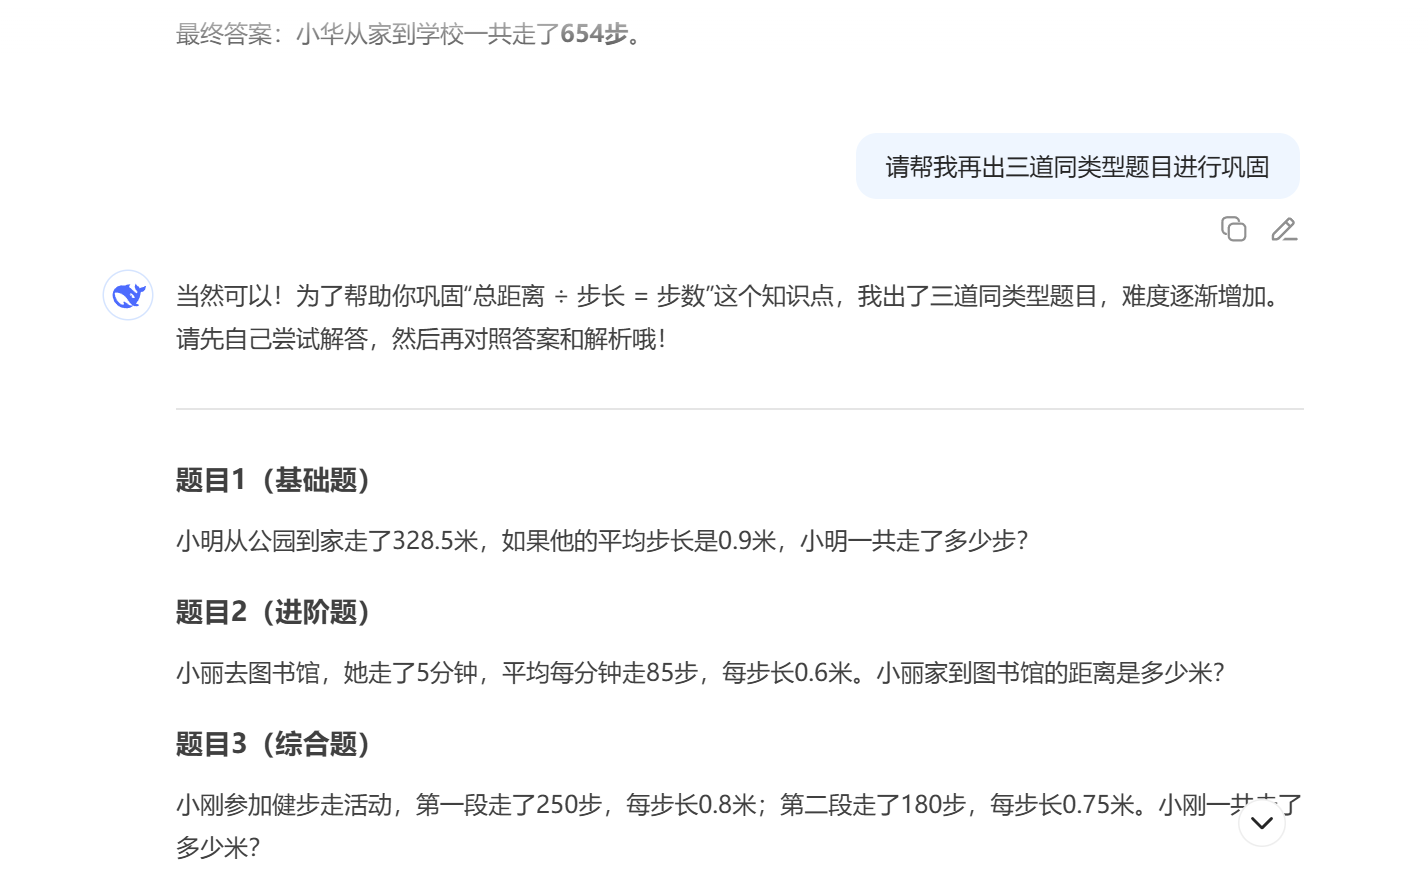 最终答案：小华从家到学校一共走了654步。
请帮我再出三道同类型题目进行巩固
当然可以！为了帮助你巩固“总距离 ÷ 步长 = 步数”这个知识点，我出了三道同类型题目，难度逐渐增加。
请先自己尝试解答，然后再对照答案和解析哦！
题目1（基础题）
小明从公园到家走了328.5米，如果他的平均步长是0.9米，小明一共走了多少步？
题目2（进阶题）
小丽去图书馆，她走了5分钟，平均每分钟走85步，每步长0.6米。小丽家到图书馆的距离是多少米？
题目3（综合题）
小刚参加健步走活动，第一段走了250步，每步长0.8米；第二段走了180步，每步长0.75米。小刚一共走了
多少米？